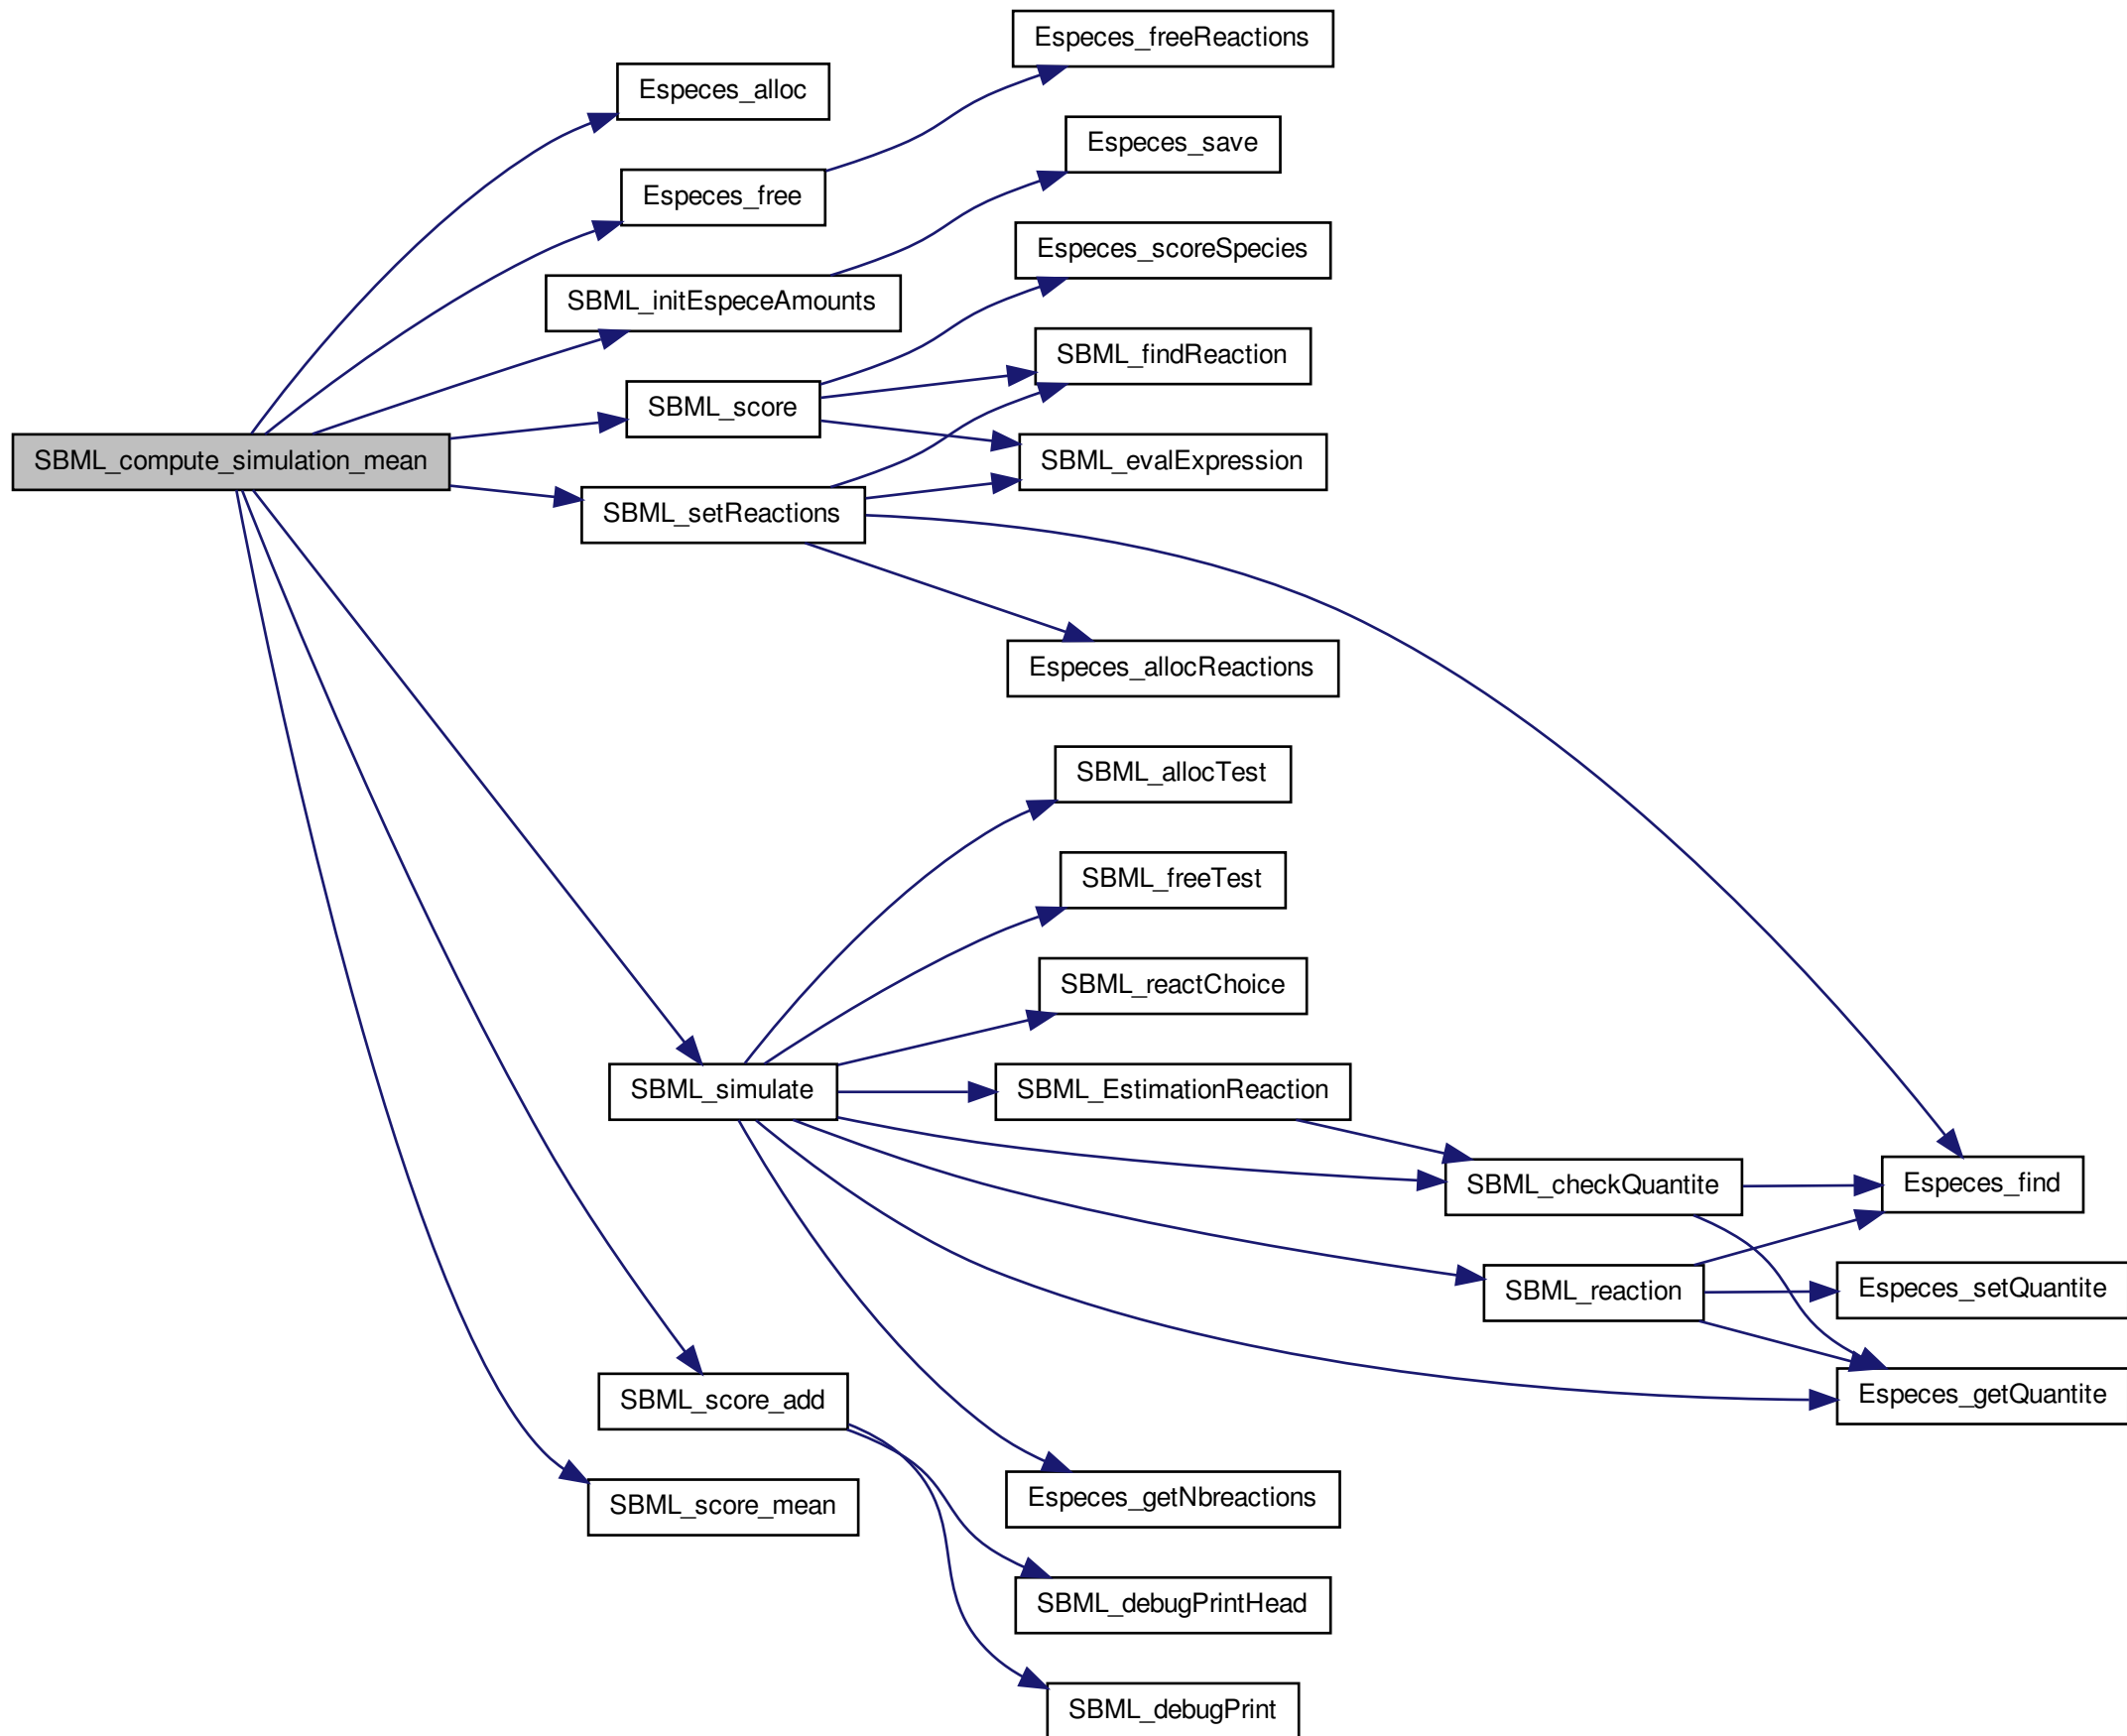 Especes_freeReactions
Especes_alloc
Especes_save
Especes_free
Especes_scoreSpecies
SBML_initEspeceAmounts
SBML_findReaction
SBML_score
SBML_compute_simulation_mean
SBML_evalExpression
SBML_setReactions
Especes_allocReactions
SBML_allocTest
SBML_freeTest
SBML_reactChoice
SBML_simulate
SBML_EstimationReaction
SBML_checkQuantite
Especes_find
SBML_reaction
Especes_setQuantite
SBML_score_add
Especes_getQuantite
SBML_score_mean
Especes_getNbreactions
SBML_debugPrintHead
SBML_debugPrint